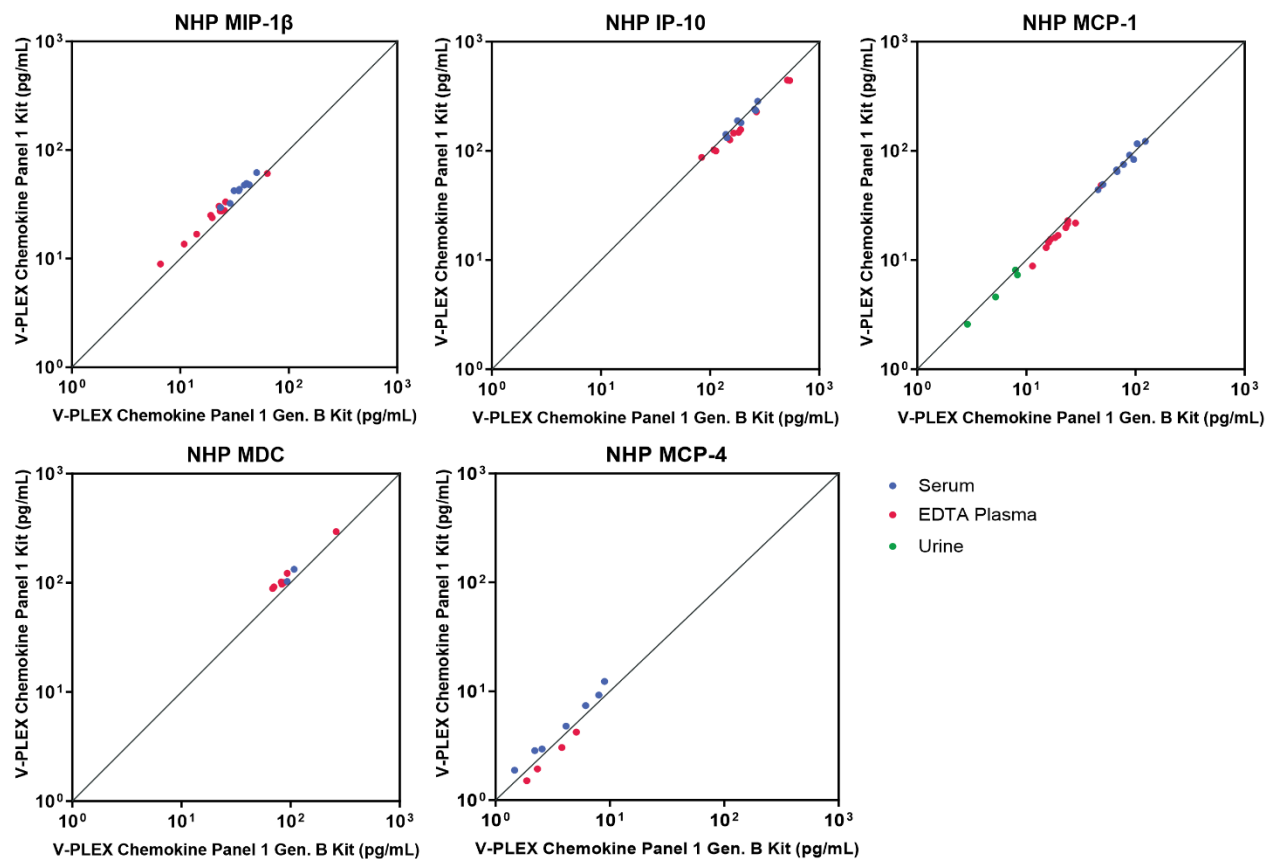 NHP MIP-1β
V-PLEX Chemokine Panel 1 Kit (pg/mL)
10³
10²
10¹
10⁰
10⁰ 10¹ 10² 10³
V-PLEX Chemokine Panel 1 Gen. B Kit (pg/mL)
NHP IP-10
V-PLEX Chemokine Panel 1 Kit (pg/mL)
10³
10²
10¹
10⁰
10⁰ 10¹ 10² 10³
V-PLEX Chemokine Panel 1 Gen. B Kit (pg/mL)
NHP MCP-1
V-PLEX Chemokine Panel 1 Kit (pg/mL)
10³
10²
10¹
10⁰
10⁰ 10¹ 10² 10³
V-PLEX Chemokine Panel 1 Gen. B Kit (pg/mL)
NHP MDC
V-PLEX Chemokine Panel 1 Kit (pg/mL)
10³
10²
10¹
10⁰
10⁰ 10¹ 10² 10³
V-PLEX Chemokine Panel 1 Gen. B Kit (pg/mL)
NHP MCP-4
V-PLEX Chemokine Panel 1 Kit (pg/mL)
10³
10²
10¹
10⁰
10⁰ 10¹ 10² 10³
V-PLEX Chemokine Panel 1 Gen. B Kit (pg/mL)
Serum
EDTA Plasma
Urine